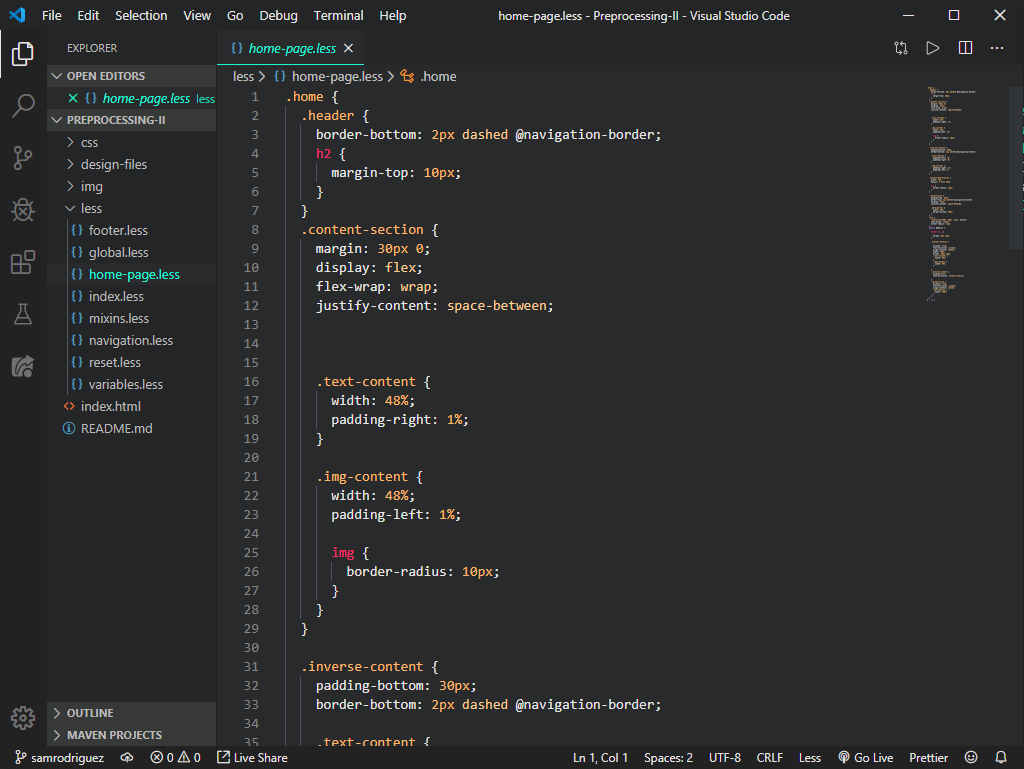 File Edit Selection View Go Debug Terminal Help home-page.less - Preprocessing-II - Visual Studio Code
EXPLORER
OPEN EDITORS
{ } home-page.less less
PREPROCESSING-II
css
design-files
img
less
{ } footer.less
{ } global.less
{ } home-page.less
{ } index.less
{ } mixins.less
{ } navigation.less
{ } reset.less
{ } variables.less
<> index.html
README.md
OUTLINE
MAVEN PROJECTS
{ } home-page.less
less > { } home-page.less > .home
1 .home {
2 .header {
3 border-bottom: 2px dashed @navigation-border;
4 h2 {
5 margin-top: 10px;
6 }
7 }
8 .content-section {
9 margin: 30px 0;
10 display: flex;
11 flex-wrap: wrap;
12 justify-content: space-between;
13
14
15
16 .text-content {
17 width: 48%;
18 padding-right: 1%;
19 }
20
21 .img-content {
22 width: 48%;
23 padding-left: 1%;
24
25 img {
26 border-radius: 10px;
27 }
28 }
29 }
30
31 .inverse-content {
32 padding-bottom: 30px;
33 border-bottom: 2px dashed @navigation-border;
34
35 .text-content {
samrodriguez 0 0 Live Share Ln 1, Col 1 Spaces: 2 UTF-8 CRLF Less Go Live Prettier